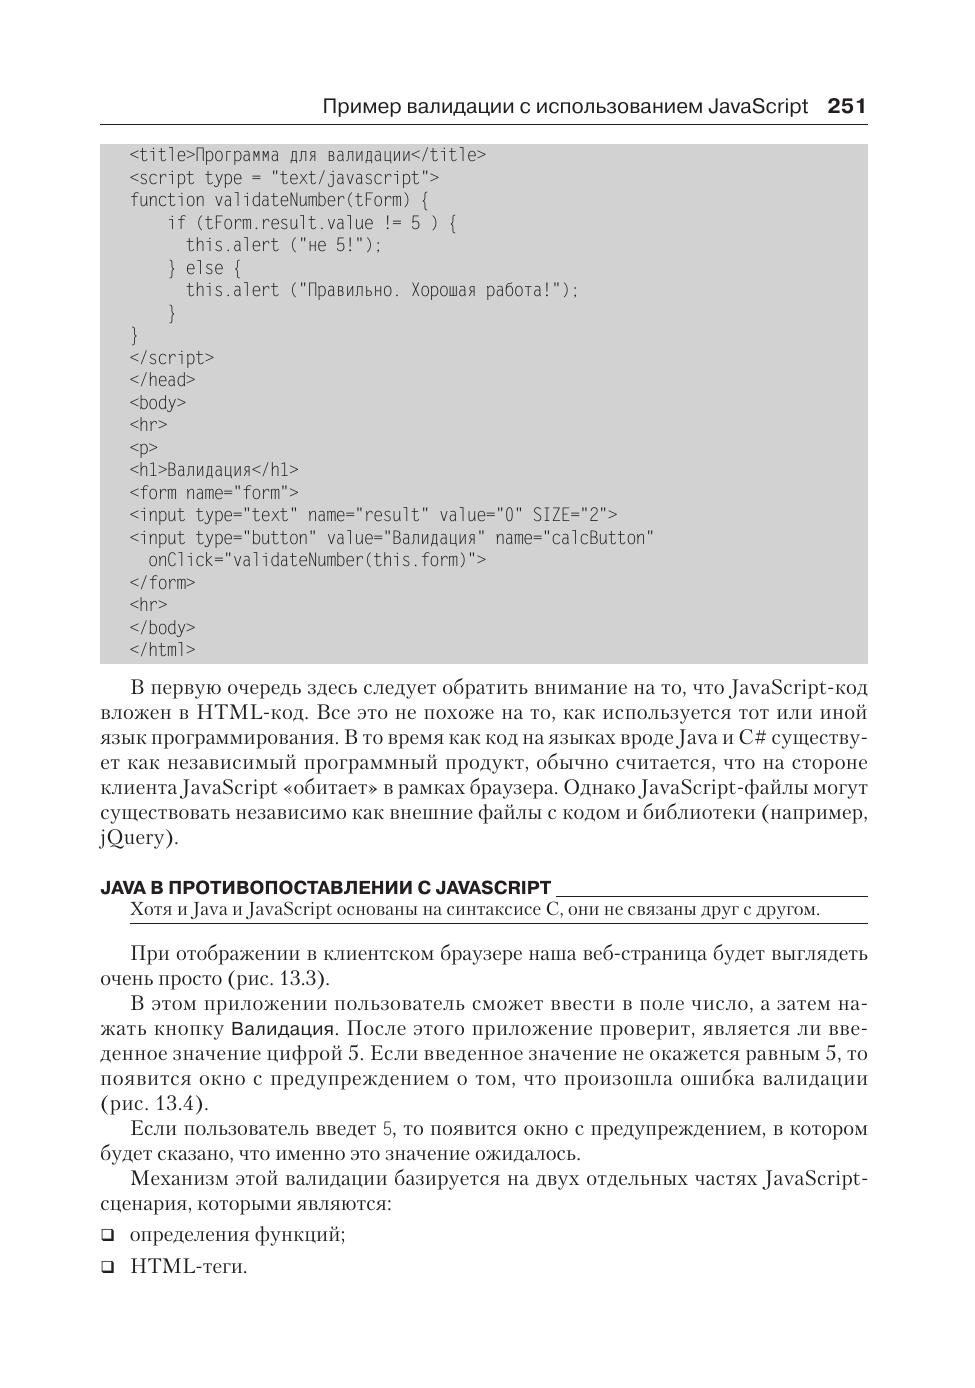 Пример валидации с использованием JavaScript 251
<title>Программа для валидации</title>
<script type = "text/javascript">
function validateNumber(tForm) {
    if (tForm.result.value != 5 ) {
      this.alert ("не 5!");
    } else {
      this.alert ("Правильно. Хорошая работа!");
    }
}
</script>
</head>
<body>
<hr>
<p>
<h1>Валидация</h1>
<form name="form">
<input type="text" name="result" value="0" SIZE="2">
<input type="button" value="Валидация" name="calcButton"
  onClick="validateNumber(this.form)">
</form>
<hr>
</body>
</html>
В первую очередь здесь следует обратить внимание на то, что JavaScript-код
вложен в HTML-код. Все это не похоже на то, как используется тот или иной
язык программирования. В то время как код на языках вроде Java и C# существу-
ет как независимый программный продукт, обычно считается, что на стороне
клиента JavaScript «обитает» в рамках браузера. Однако JavaScript-файлы могут
существовать независимо как внешние файлы с кодом и библиотеки (например,
jQuery).
JAVA В ПРОТИВОПОСТАВЛЕНИИ С JAVASCRIPT
Хотя и Java и JavaScript основаны на синтаксисе C, они не связаны друг с другом.
При отображении в клиентском браузере наша веб-страница будет выглядеть
очень просто (рис. 13.3).
В этом приложении пользователь сможет ввести в поле число, а затем на-
жать кнопку Валидация. После этого приложение проверит, является ли вве-
денное значение цифрой 5. Если введенное значение не окажется равным 5, то
появится окно с предупреждением о том, что произошла ошибка валидации
(рис. 13.4).
Если пользователь введет 5, то появится окно с предупреждением, в котором
будет сказано, что именно это значение ожидалось.
Механизм этой валидации базируется на двух отдельных частях JavaScript-
сценария, которыми являются:
❑ определения функций;
❑ HTML-теги.